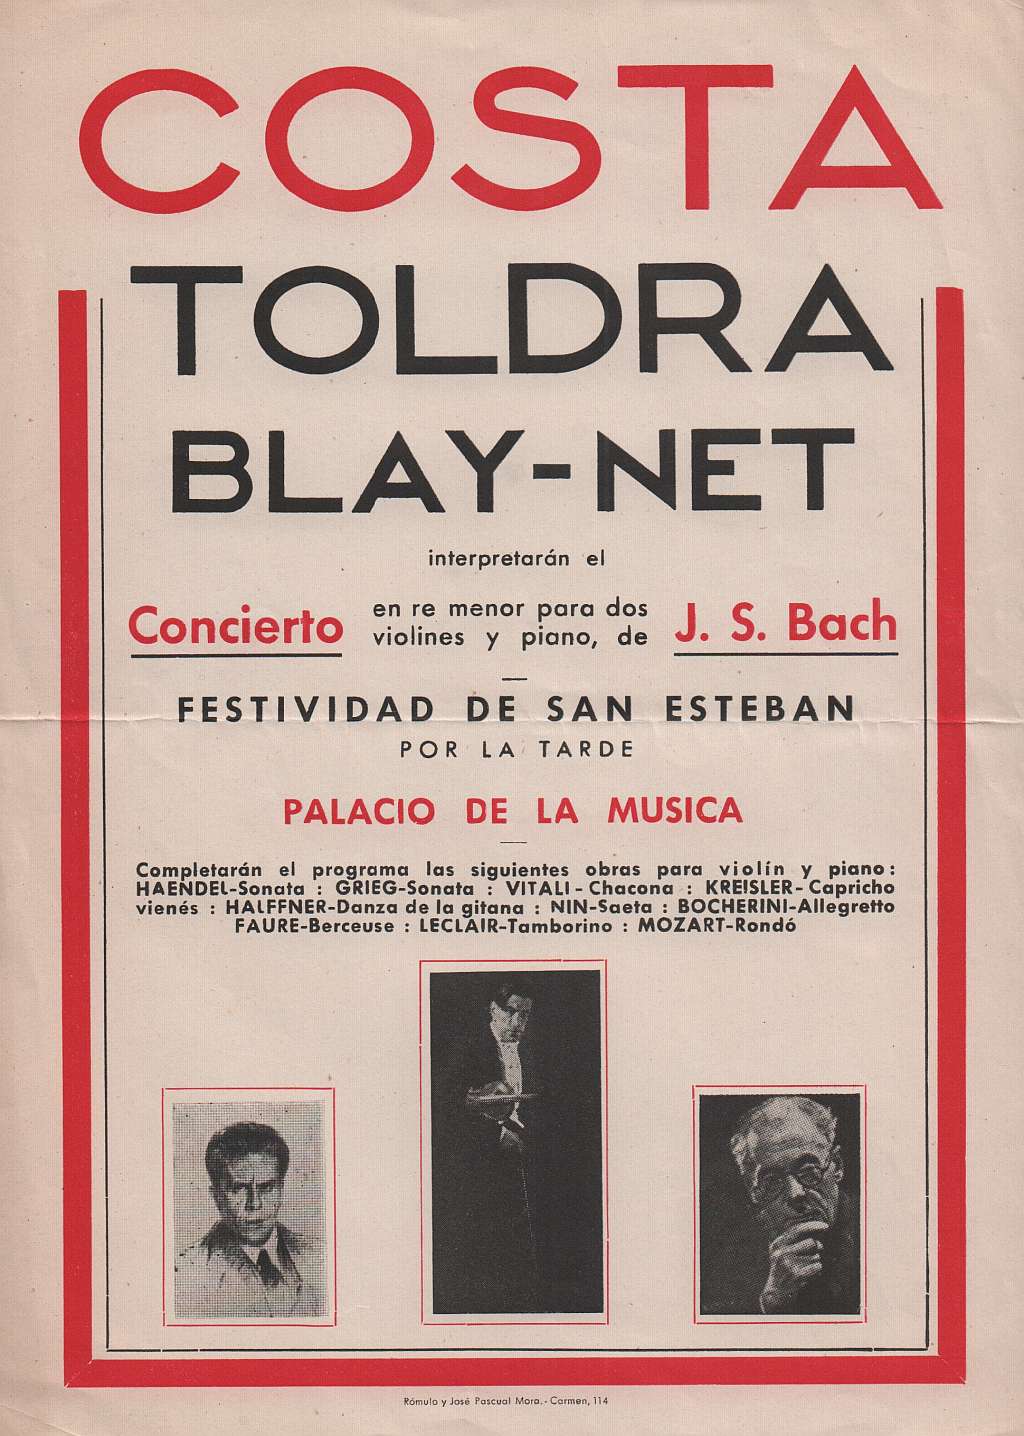 COSTA
TOLDRA
BLAY-NET
interpretarán el
Concierto en re menor para dos violines y piano, de J. S. Bach
FESTIVIDAD DE SAN ESTEBAN
POR LA TARDE
PALACIO DE LA MUSICA
Completarán el programa las siguientes obras para violín y piano:
HAENDEL-Sonata : GRIEG-Sonata : VITALI-Chacona : KREISLER-Capricho
vienés : HALFFNER-Danza de la gitana : NIN-Saeta : BOCHERINI-Allegretto
FAURE-Berceuse : LECLAIR-Tamborino : MOZART-Rondó
Rómulo y José Pascual Mora.- Carmen, 114